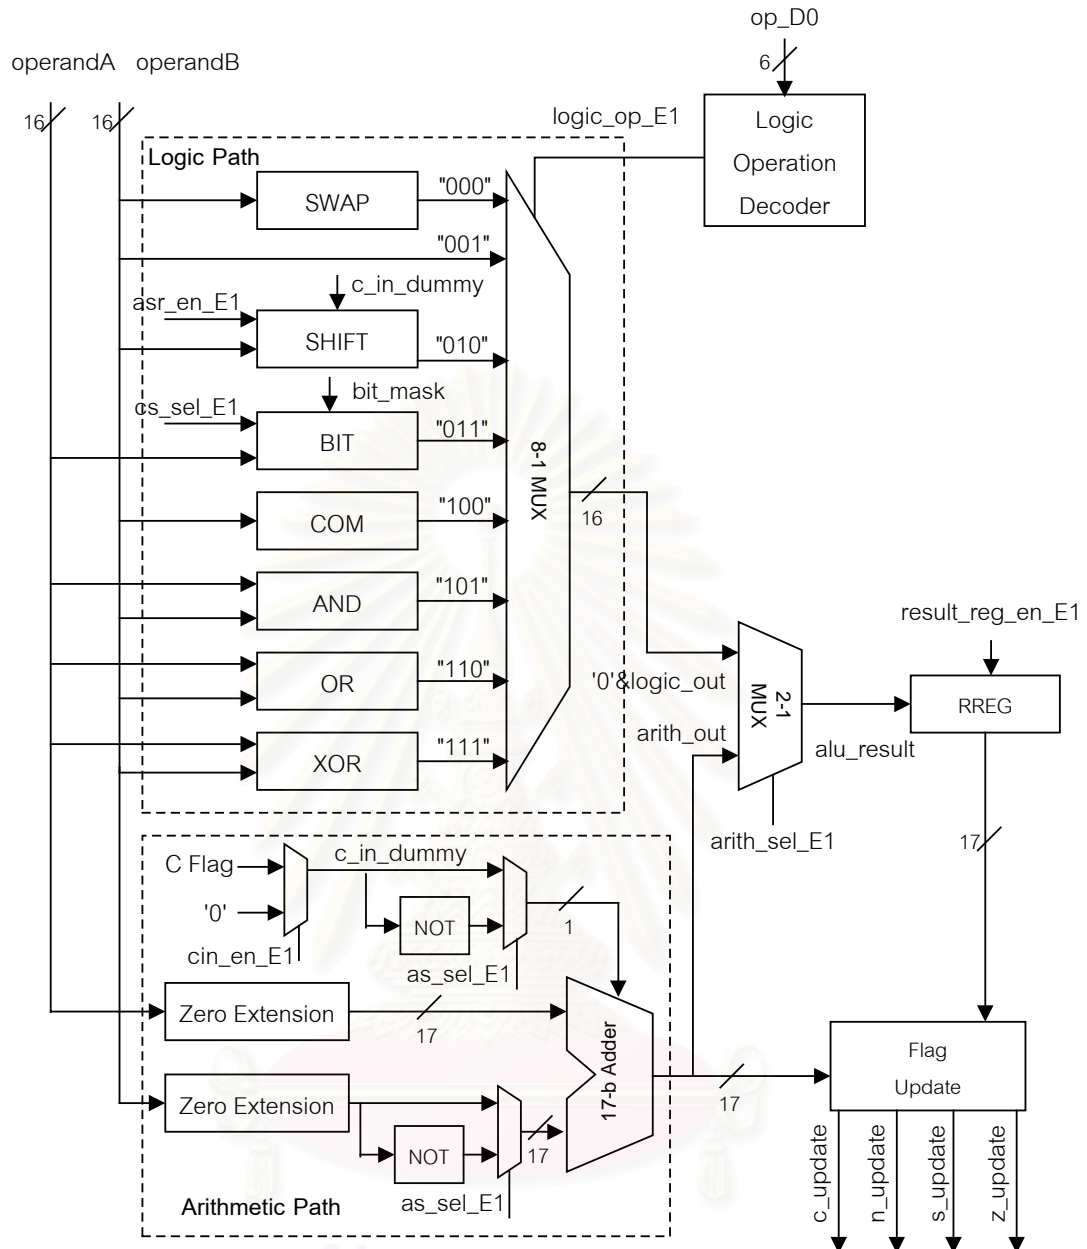 op_D0
6
operandA operandB
16 16
logic_op_E1
Logic
Operation
Decoder
Logic Path
SWAP
"000"
"001"
c_in_dummy
asr_en_E1
SHIFT
"010"
bit_mask
cs_sel_E1
BIT
"011"
8-1 MUX
COM
"100"
16
AND
"101"
OR
"110"
XOR
"111"
'0'&logic_out
arith_out
2-1
MUX
alu_result
arith_sel_E1
result_reg_en_E1
RREG
17
C Flag
c_in_dummy
'0'
NOT
1
cin_en_E1
as_sel_E1
Zero Extension
17
17-b Adder
Zero Extension
NOT
17
as_sel_E1
Arithmetic Path
17
Flag
Update
c_update
n_update
s_update
z_update